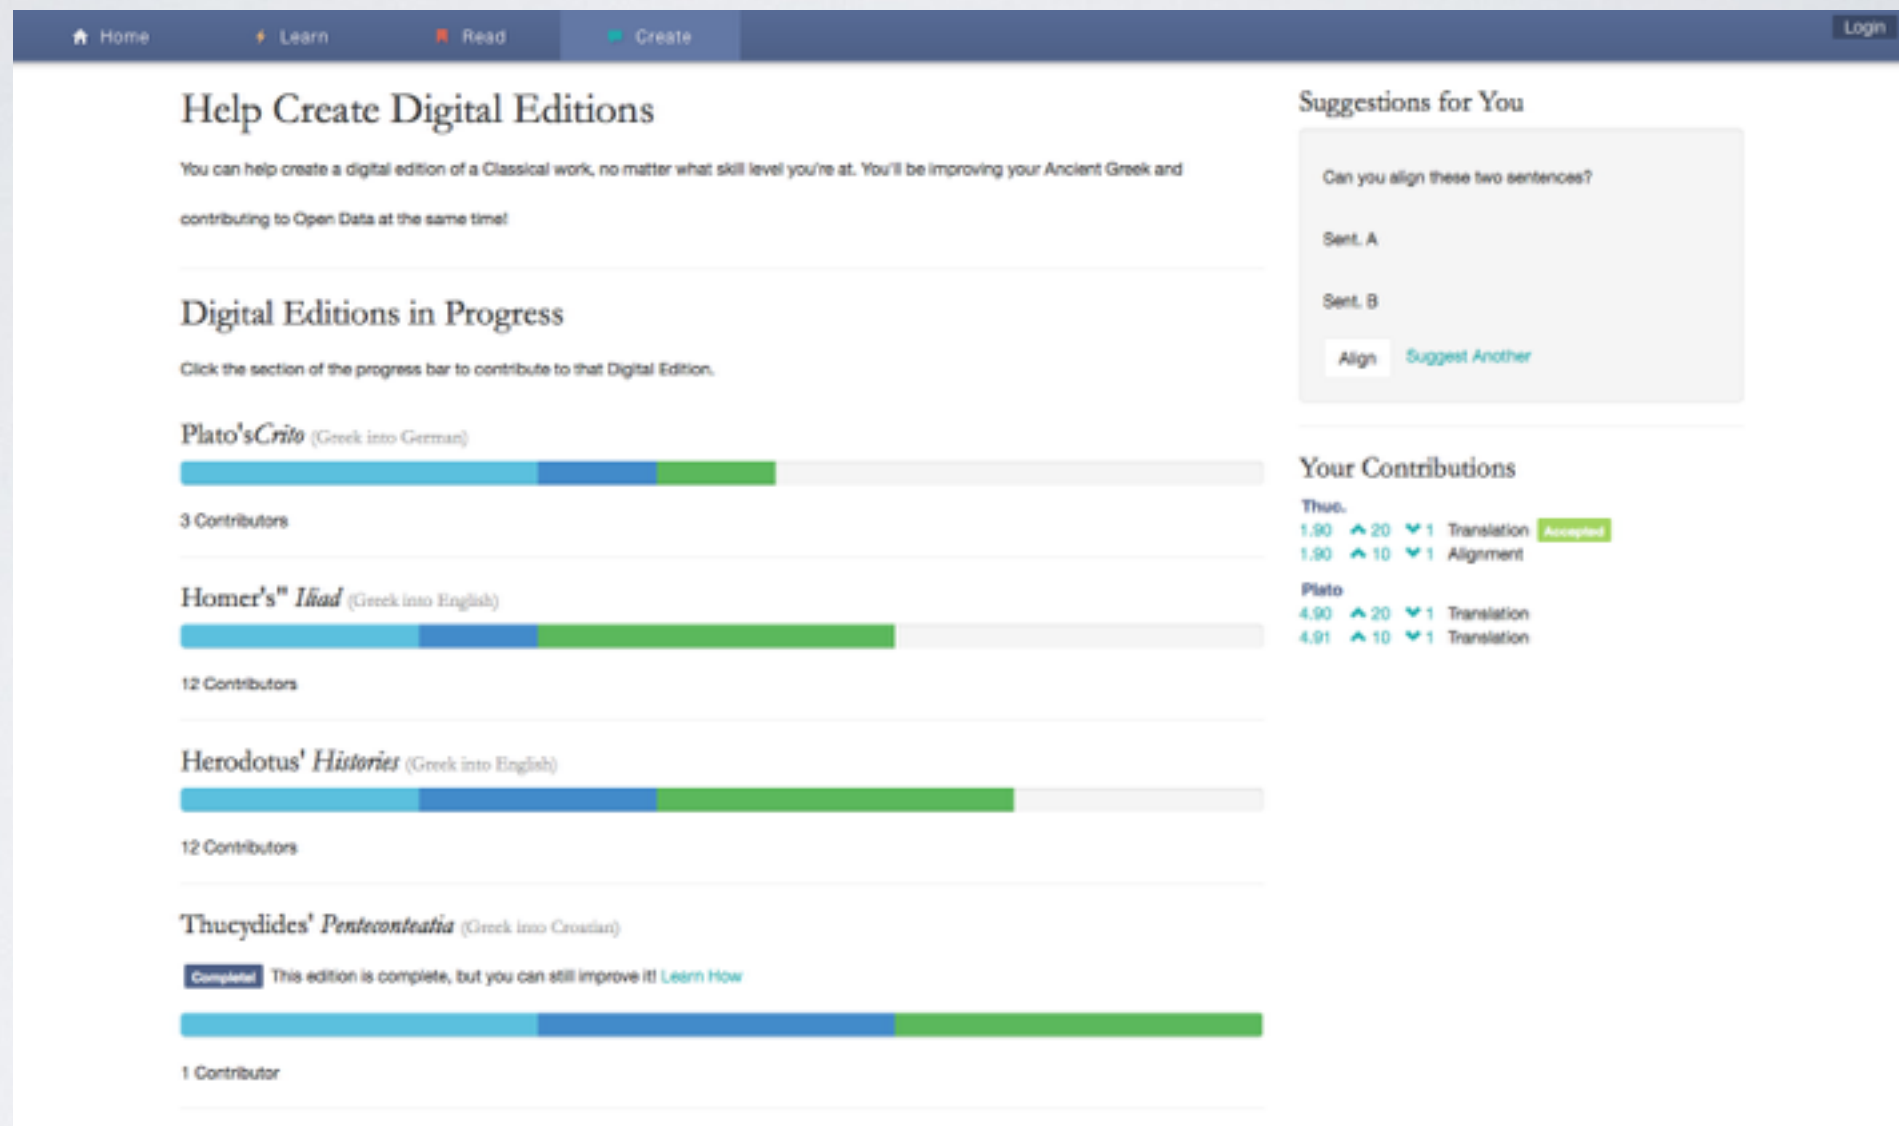 Home Learn Read Create Login
Help Create Digital Editions
You can help create a digital edition of a Classical work, no matter what skill level you're at. You'll be improving your Ancient Greek and
contributing to Open Data at the same time!
Digital Editions in Progress
Click the section of the progress bar to contribute to that Digital Edition.
Plato'sCrito (Greek into German)
3 Contributors
Homer's" Iliad (Greek into English)
12 Contributors
Herodotus' Histories (Greek into English)
12 Contributors
Thucydides' Penteconteatia (Greek into Croatian)
Complete! This edition is complete, but you can still improve it! Learn How
1 Contributor
Suggestions for You
Can you align these two sentences?
Sent. A
Sent. B
Align Suggest Another
Your Contributions
Thuc.
1.90 20 1 Translation Accepted
1.90 10 1 Alignment
Plato
4.90 20 1 Translation
4.91 10 1 Translation